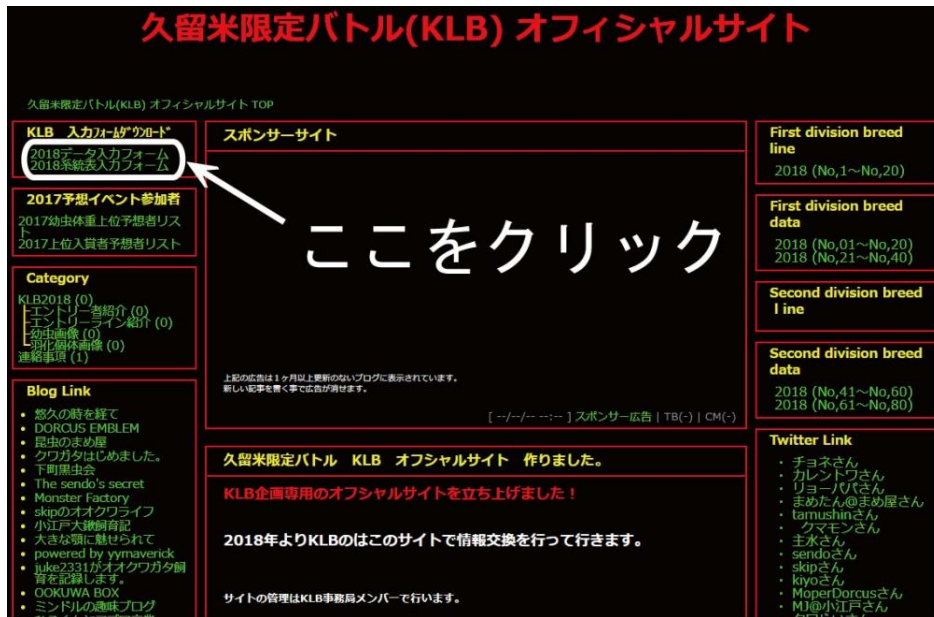 久留米限定バトル(KLB) オフィシャルサイト
久留米限定バトル(KLB) オフィシャルサイト TOP
KLB 入力ﾌｫｰﾑﾀﾞｳﾝﾛｰﾄﾞ
2018データ入力フォーム
2018系統表入力フォーム
2017予想イベント参加者
2017幼虫体重上位予想者リス
ト
2017上位入賞者予想者リスト
Category
KLB2018 (0)
エントリー者紹介 (0)
エントリーライン紹介 (0)
幼虫画像 (0)
羽化個体画像 (0)
連絡事項 (1)
Blog Link
• 悠久の時を経て
• DORCUS EMBLEM
• 昆虫のまめ屋
• クワガタはじめました。
• 下町黒虫会
• The sendo's secret
• Monster Factory
• skipのオオクワライフ
• 小江戸大鍬飼育記
• 大きな顎に魅せられて
• powered by yymaverick
• juke2331がオオクワガタ飼
育を記録します。
• OOKUWA BOX
• ミンドルの趣味ブログ
スポンサーサイト
ここをクリック
上記の広告は1ヶ月以上更新のないブログに表示されています。
新しい記事を書く事で広告が消せます。
[ --/--/-- --:-- ] スポンサー広告 | TB(-) | CM(-)
久留米限定バトル KLB オフシャルサイト 作りました。
KLB企画専用のオフシャルサイトを立ち上げました！
2018年よりKLBのはこのサイトで情報交換を行って行きます。
サイトの管理はKLB事務局メンバーで行います。
First division breed
line
2018 (No,1～No,20)
First division breed
data
2018 (No,01～No,20)
2018 (No,21～No,40)
Second division breed
l ine
Second division breed
data
2018 (No,41～No,60)
2018 (No,61～No,80)
Twitter Link
・ チョネさん
・ カレントワさん
・ リョーパパさん
・ まめたん@まめ屋さん
・ tamushinさん
・ クマモンさん
・ 主水さん
・ sendoさん
・ skipさん
・ kiyoさん
・ MoperDorcusさん
・ MJ@小江戸さん